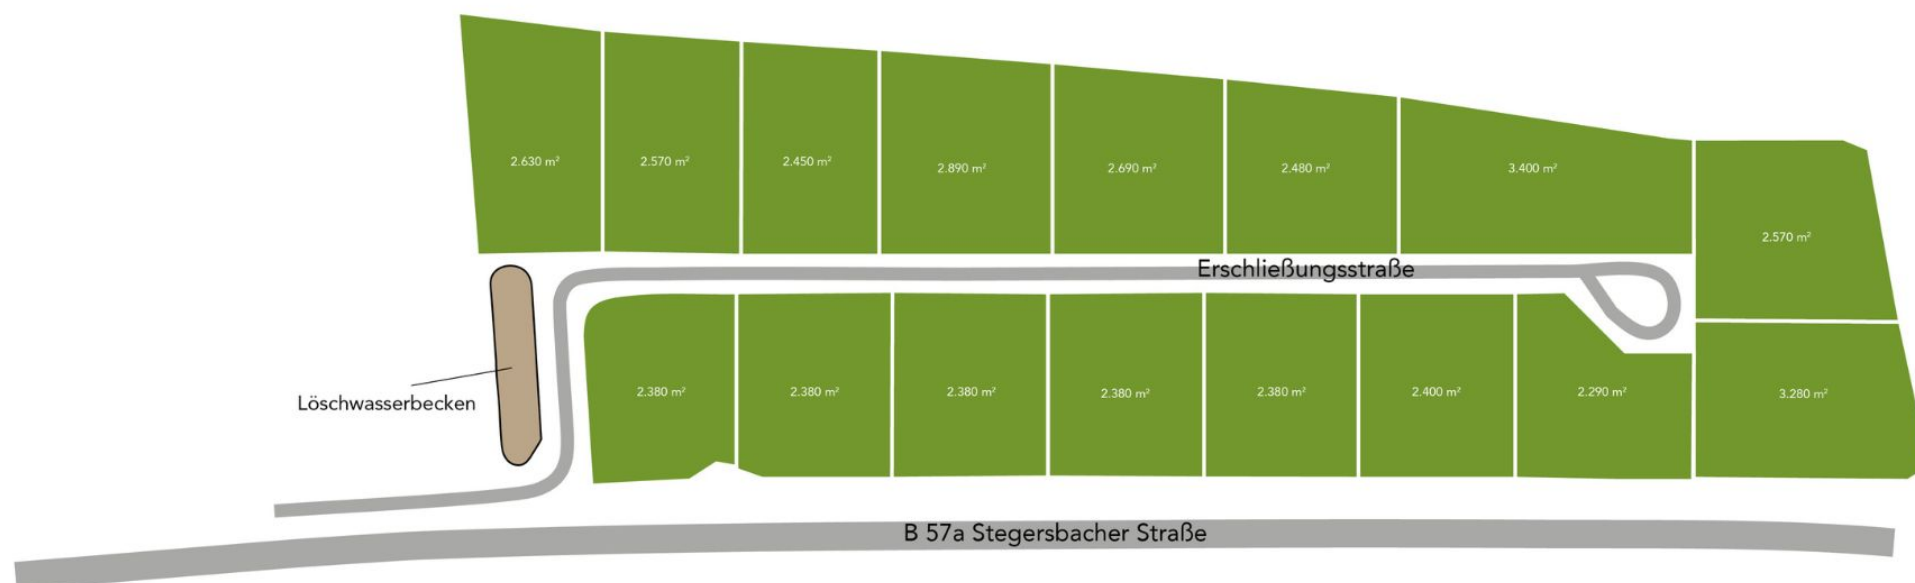 2.630 m²
2.570 m²
2.450 m²
2.890 m²
2.690 m²
2.480 m²
3.400 m²
2.570 m²
Erschließungsstraße
Löschwasserbecken
2.380 m²
2.380 m²
2.380 m²
2.380 m²
2.380 m²
2.400 m²
2.290 m²
3.280 m²
B 57a Stegersbacher Straße